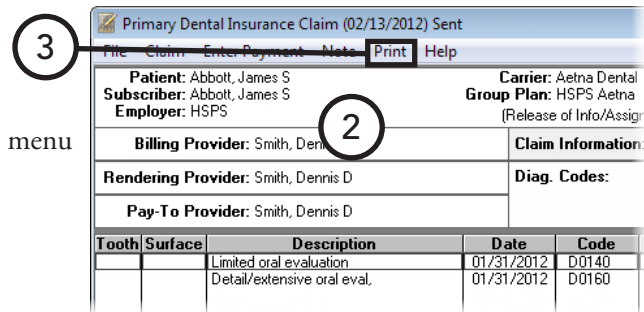 Primary Dental Insurance Claim (02/13/2012) Sent
3
File Claim Enter Payment Note Print Help
Patient: Abbott, James S Carrier: Aetna Dental
Subscriber: Abbott, James S Group Plan: HSPS Aetna
Employer: HSPS (Release of Info/Assign
2
menu
Billing Provider: Smith, Denn Claim Information:
Rendering Provider: Smith, Dennis D Diag. Codes:
Pay-To Provider: Smith, Dennis D
Tooth Surface Description Date Code
Limited oral evaluation 01/31/2012 D0140
Detail/extensive oral eval, 01/31/2012 D0160